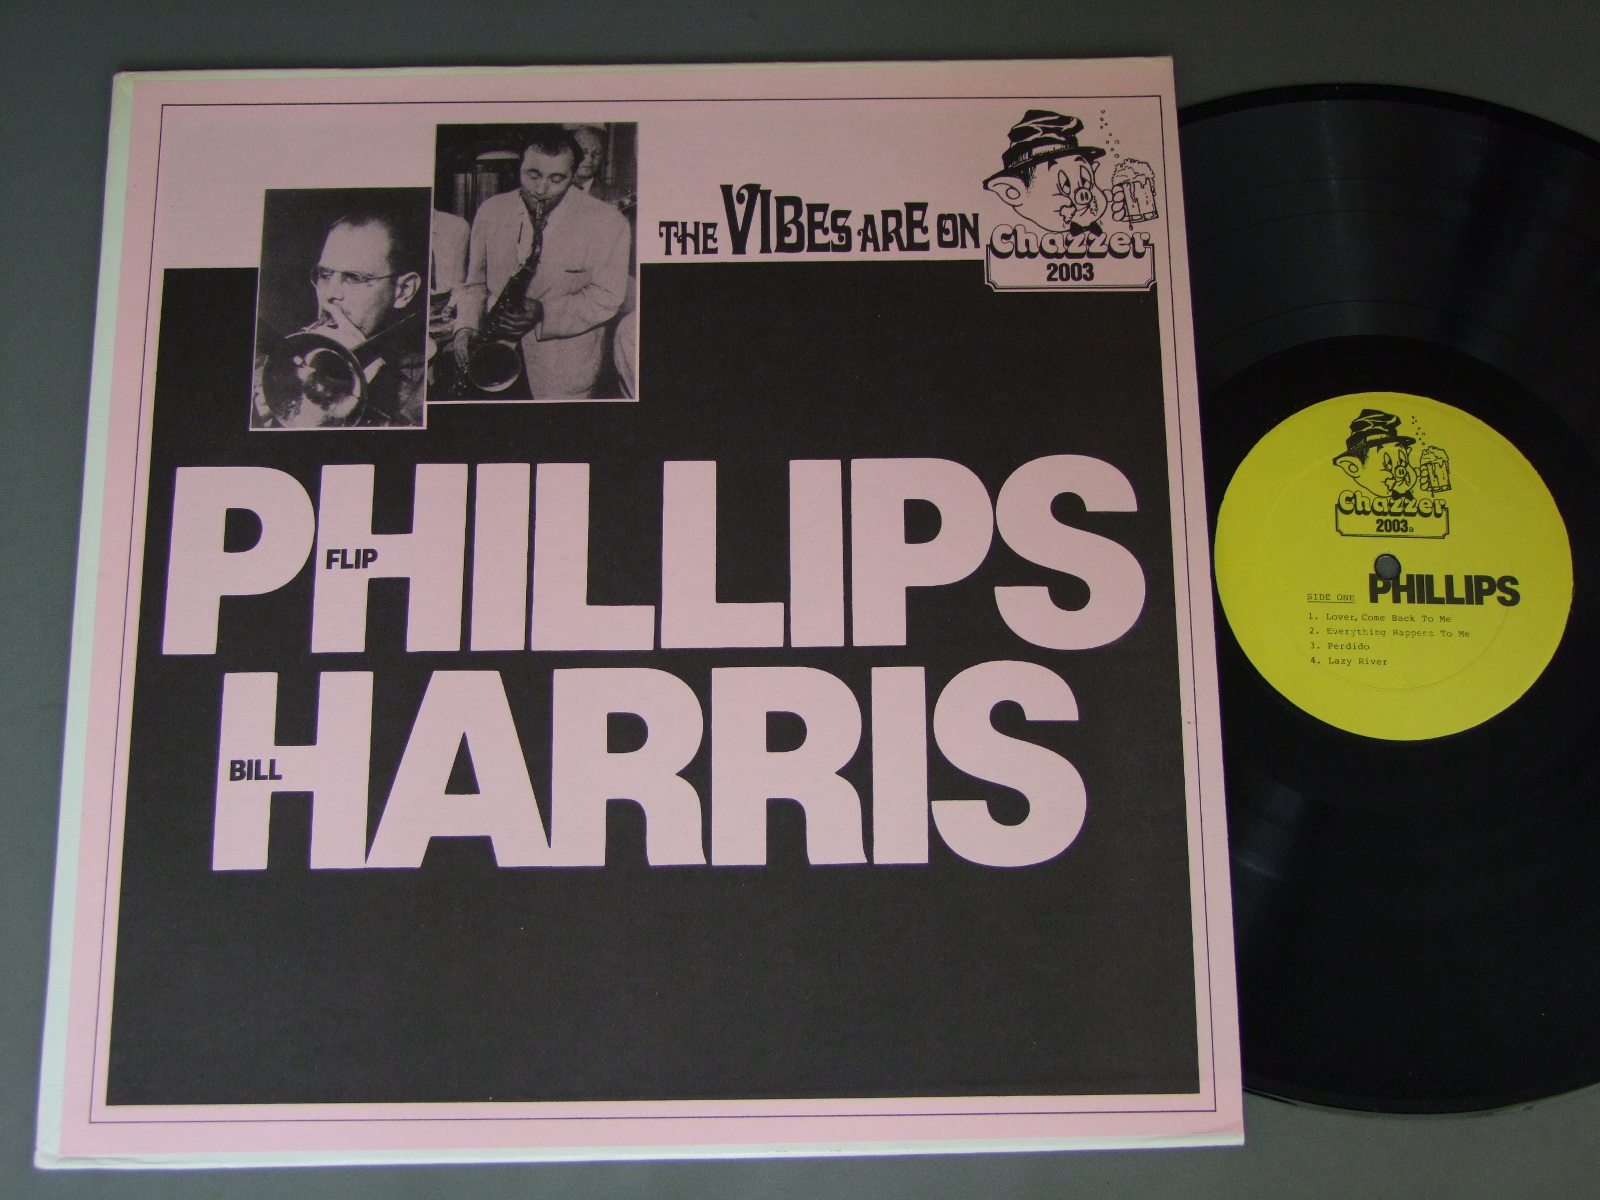 THE VIBES ARE ON
Chazzer
2003
PHILLIPS
FLIP
HARRIS
BILL
Chazzer
2003a
PHILLIPS
SIDE ONE
1. Lover, Come Back To Me
2. Everything Happens To Me
3. Perdido
4. Lazy River